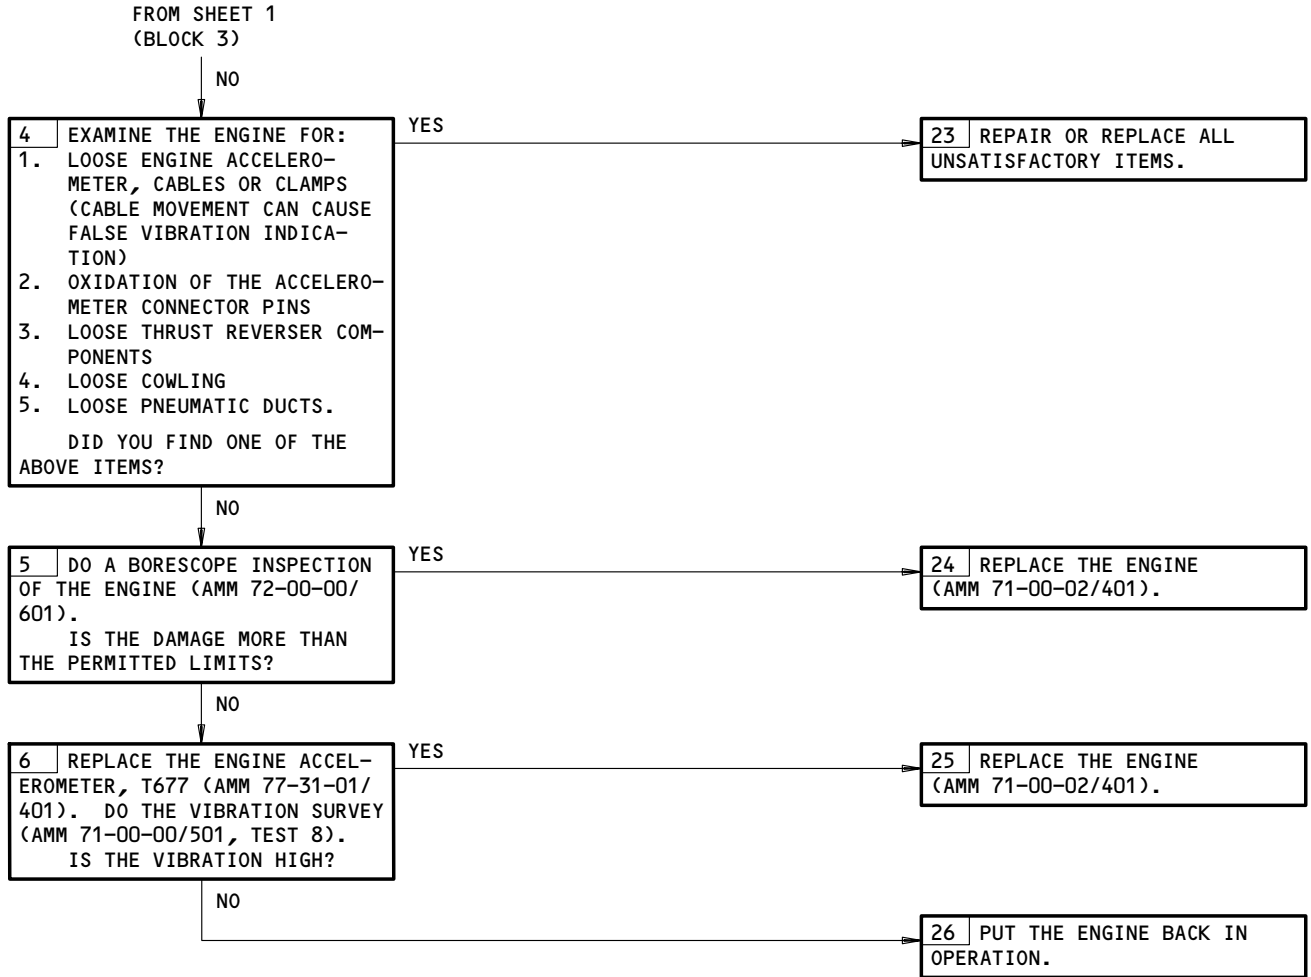 FROM SHEET 1
(BLOCK 3)
NO
4 EXAMINE THE ENGINE FOR:
1. LOOSE ENGINE ACCELERO-
METER, CABLES OR CLAMPS
(CABLE MOVEMENT CAN CAUSE
FALSE VIBRATION INDICA-
TION)
2. OXIDATION OF THE ACCELERO-
METER CONNECTOR PINS
3. LOOSE THRUST REVERSER COM-
PONENTS
4. LOOSE COWLING
5. LOOSE PNEUMATIC DUCTS.
DID YOU FIND ONE OF THE
ABOVE ITEMS?
YES
23 REPAIR OR REPLACE ALL
UNSATISFACTORY ITEMS.
NO
5 DO A BORESCOPE INSPECTION
OF THE ENGINE (AMM 72-00-00/
601).
IS THE DAMAGE MORE THAN
THE PERMITTED LIMITS?
YES
24 REPLACE THE ENGINE
(AMM 71-00-02/401).
NO
6 REPLACE THE ENGINE ACCEL-
EROMETER, T677 (AMM 77-31-01/
401). DO THE VIBRATION SURVEY
(AMM 71-00-00/501, TEST 8).
IS THE VIBRATION HIGH?
YES
25 REPLACE THE ENGINE
(AMM 71-00-02/401).
NO
26 PUT THE ENGINE BACK IN
OPERATION.